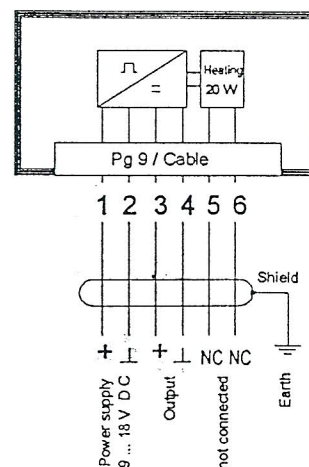 Heating
20 W
Pg 9 / Cable
1 2 3 4 5 6
Shield
+ ⊥ + ⊥ NC NC
Power supply
9 ... 18 V DC
Output
not connected
Earth